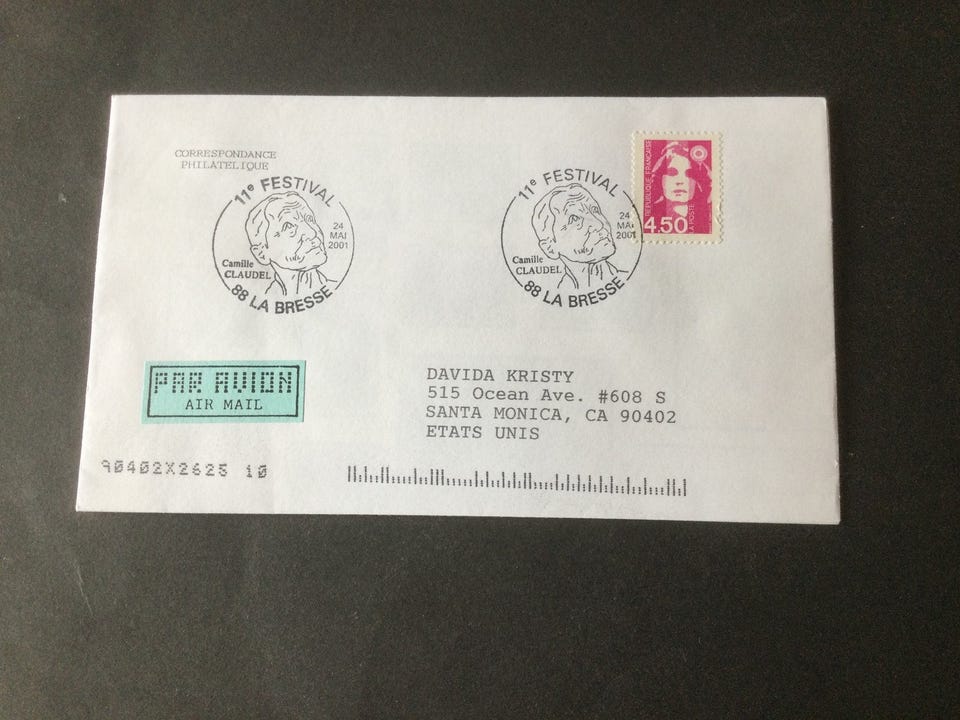 CORRESPONDANCE
PHILATELIQUE
11e FESTIVAL
24
MAI
2001
Camille
CLAUDEL
88 LA BRESSE
11e FESTIVAL
24
MAI
2001
Camille
CLAUDEL
88 LA BRESSE
REPUBLIQUE FRANÇAISE
4.50
LA POSTE
PAR AVION
AIR MAIL
DAVIDA KRISTY
515 Ocean Ave. #608 S
SANTA MONICA, CA 90402
ETATS UNIS
90402X2625 10